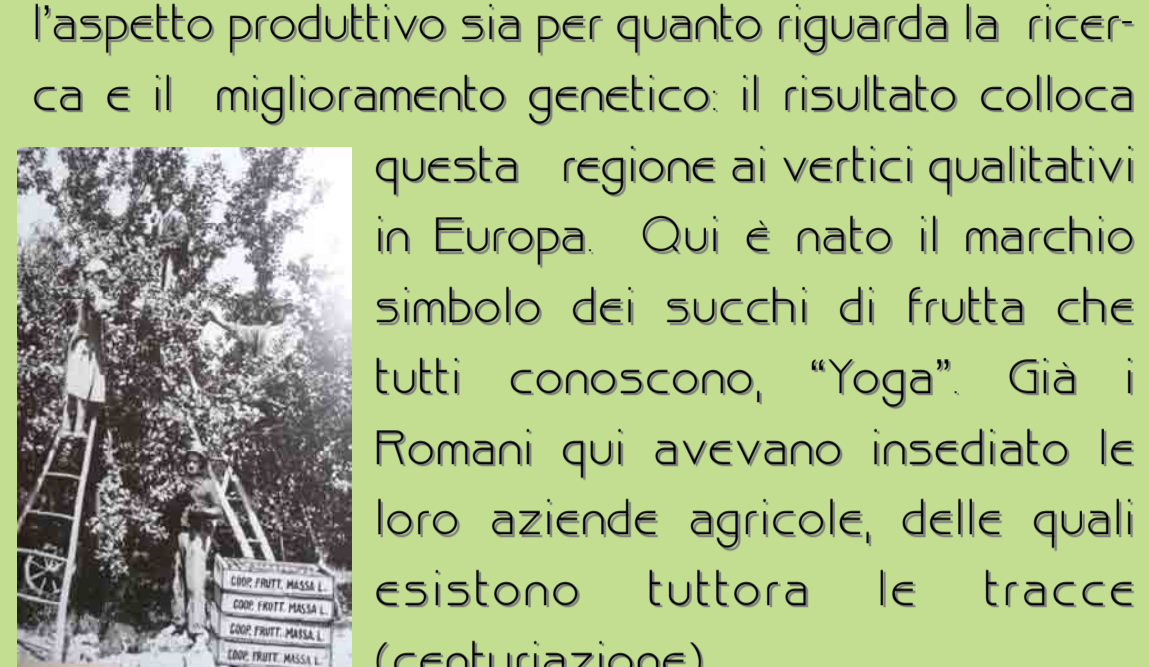 l'aspetto produttivo sia per quanto riguarda la ricer-
ca e il miglioramento genetico: il risultato colloca
questa regione ai vertici qualitativi
in Europa. Qui è nato il marchio
simbolo dei succhi di frutta che
tutti conoscono, “Yoga”. Già i
Romani qui avevano insediato le
loro aziende agricole, delle quali
esistono tuttora le tracce
(centuriazione)
COOP. FRUTT. MASSA L.
COOP. FRUTT. MASSA L.
COOP. FRUTT. MASSA L.
COOP. FRUTT. MASSA L.